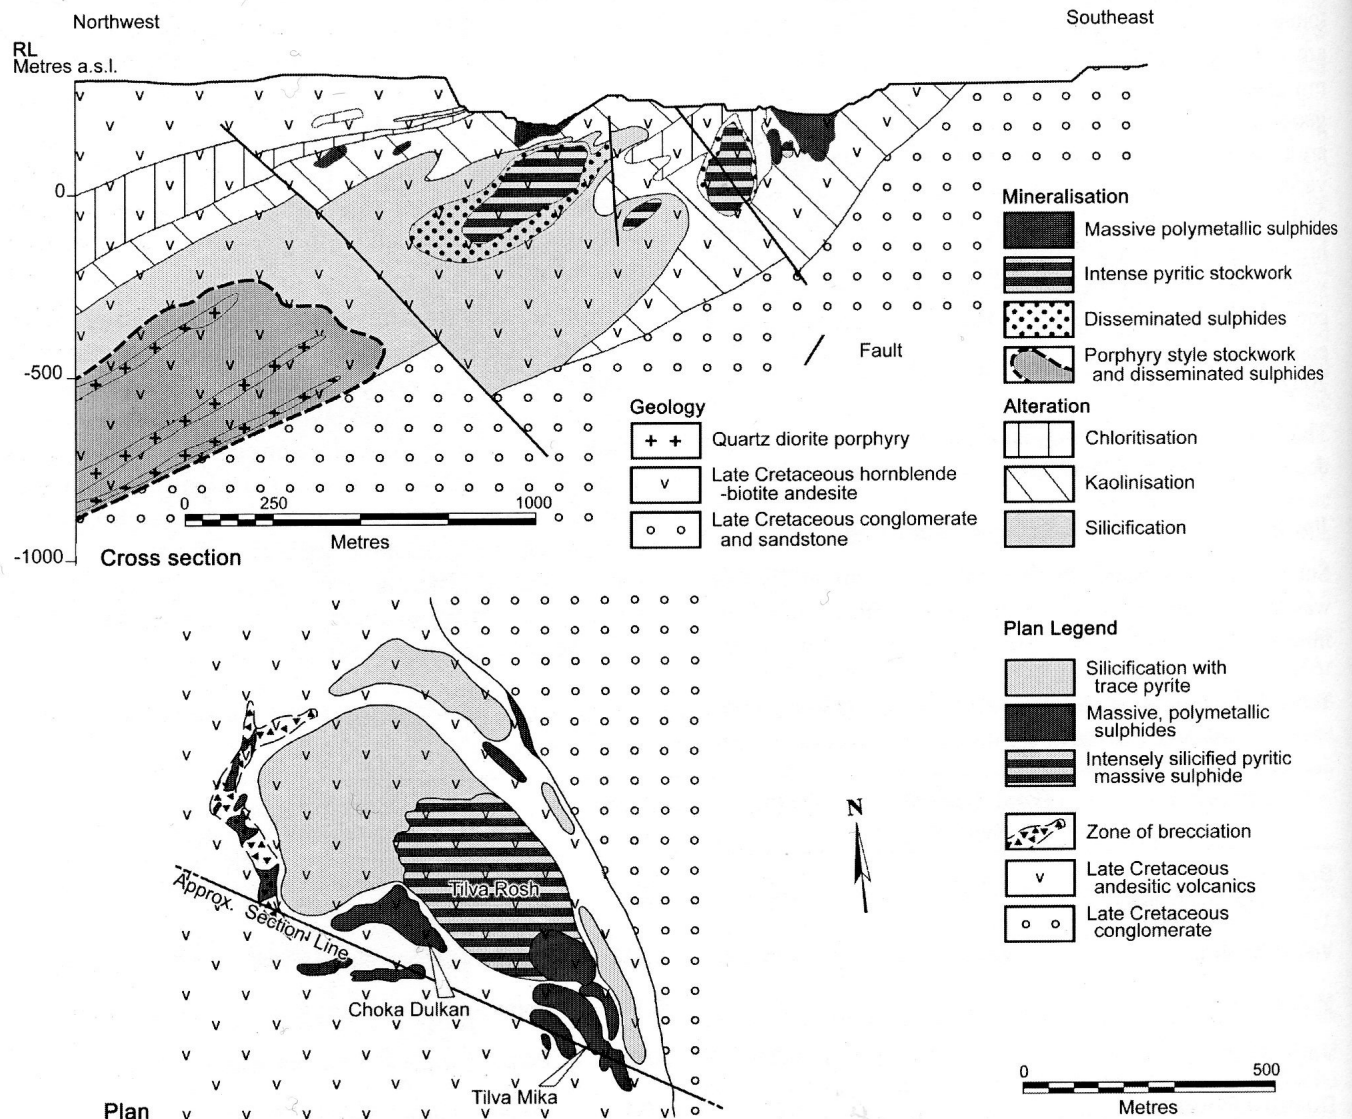 Northwest
Southeast
RL
Metres a.s.l.
0
-500
-1000
0 250 1000
Metres
Cross section
Fault
Geology
Quartz diorite porphyry
Late Cretaceous hornblende
-biotite andesite
Late Cretaceous conglomerate
and sandstone
Mineralisation
Massive polymetallic sulphides
Intense pyritic stockwork
Disseminated sulphides
Porphyry style stockwork
and disseminated sulphides
Alteration
Chloritisation
Kaolinisation
Silicification
Tilva Rosh
Approx. Section Line
Choka Dulkan
Tilva Mika
Plan
N
Plan Legend
Silicification with
trace pyrite
Massive, polymetallic
sulphides
Intensely silicified pyritic
massive sulphide
Zone of brecciation
Late Cretaceous
andesitic volcanics
Late Cretaceous
conglomerate
0 500
Metres